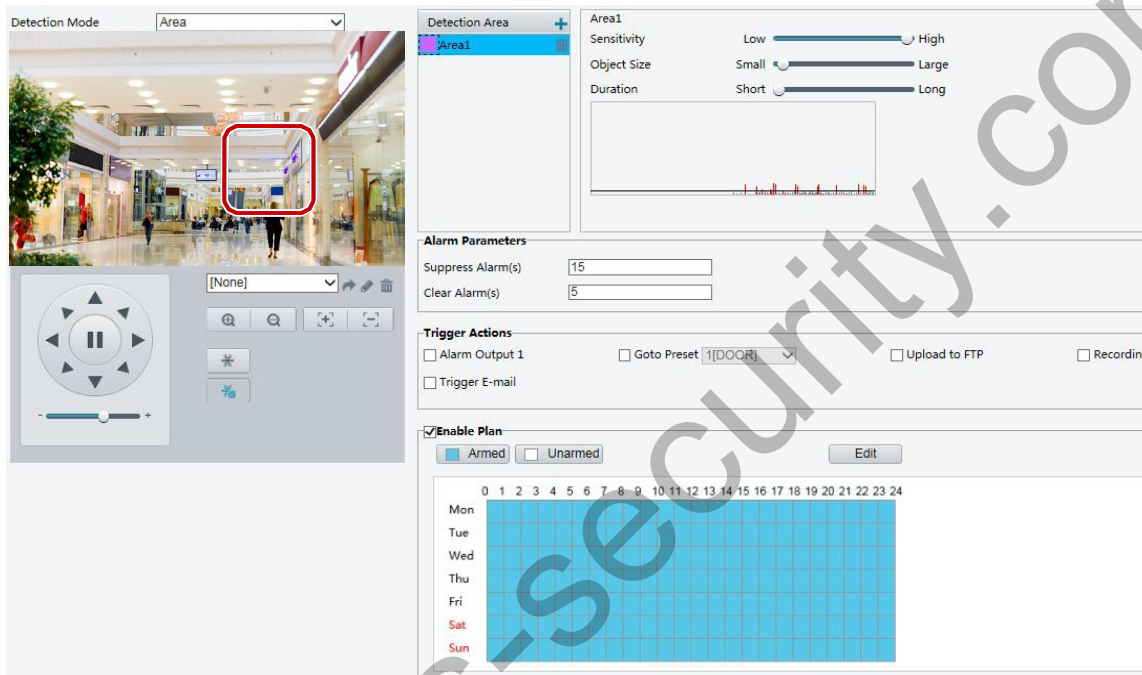 Detection Mode Area
Detection Area
Area1
Area1
Sensitivity Low High
Object Size Small Large
Duration Short Long
Alarm Parameters
Suppress Alarm(s) 15
Clear Alarm(s) 5
[None]
Trigger Actions
Alarm Output 1 Goto Preset 1[DOOR] Upload to FTP Recordin
Trigger E-mail
- +
Enable Plan
Armed Unarmed Edit
0 1 2 3 4 5 6 7 8 9 10 11 12 13 14 15 16 17 18 19 20 21 22 23 24
Mon
Tue
Wed
Thu
Fri
Sat
Sun
s-security.co